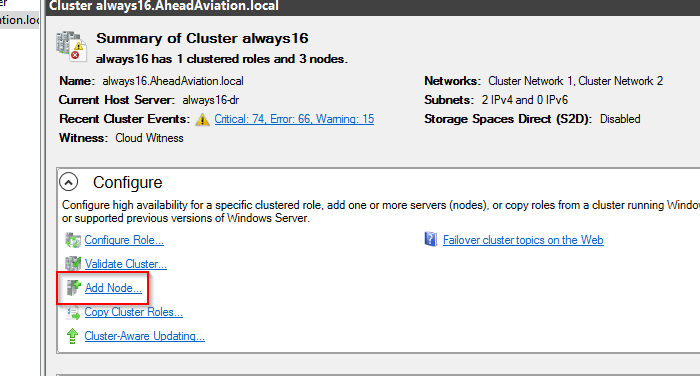 er
ation.loc
Cluster always16.AheadAviation.local
Summary of Cluster always16
always16 has 1 clustered roles and 3 nodes.
Name: always16.AheadAviation.local
Networks: Cluster Network 1, Cluster Network 2
Current Host Server: always16-dr
Subnets: 2 IPv4 and 0 IPv6
Recent Cluster Events: Critical: 74, Error: 66, Warning: 15
Storage Spaces Direct (S2D): Disabled
Witness: Cloud Witness
Configure
Configure high availability for a specific clustered role, add one or more servers (nodes), or copy roles from a cluster running Window
or supported previous versions of Windows Server.
Configure Role...
Failover cluster topics on the Web
Validate Cluster...
Add Node...
Copy Cluster Roles...
Cluster-Aware Updating...